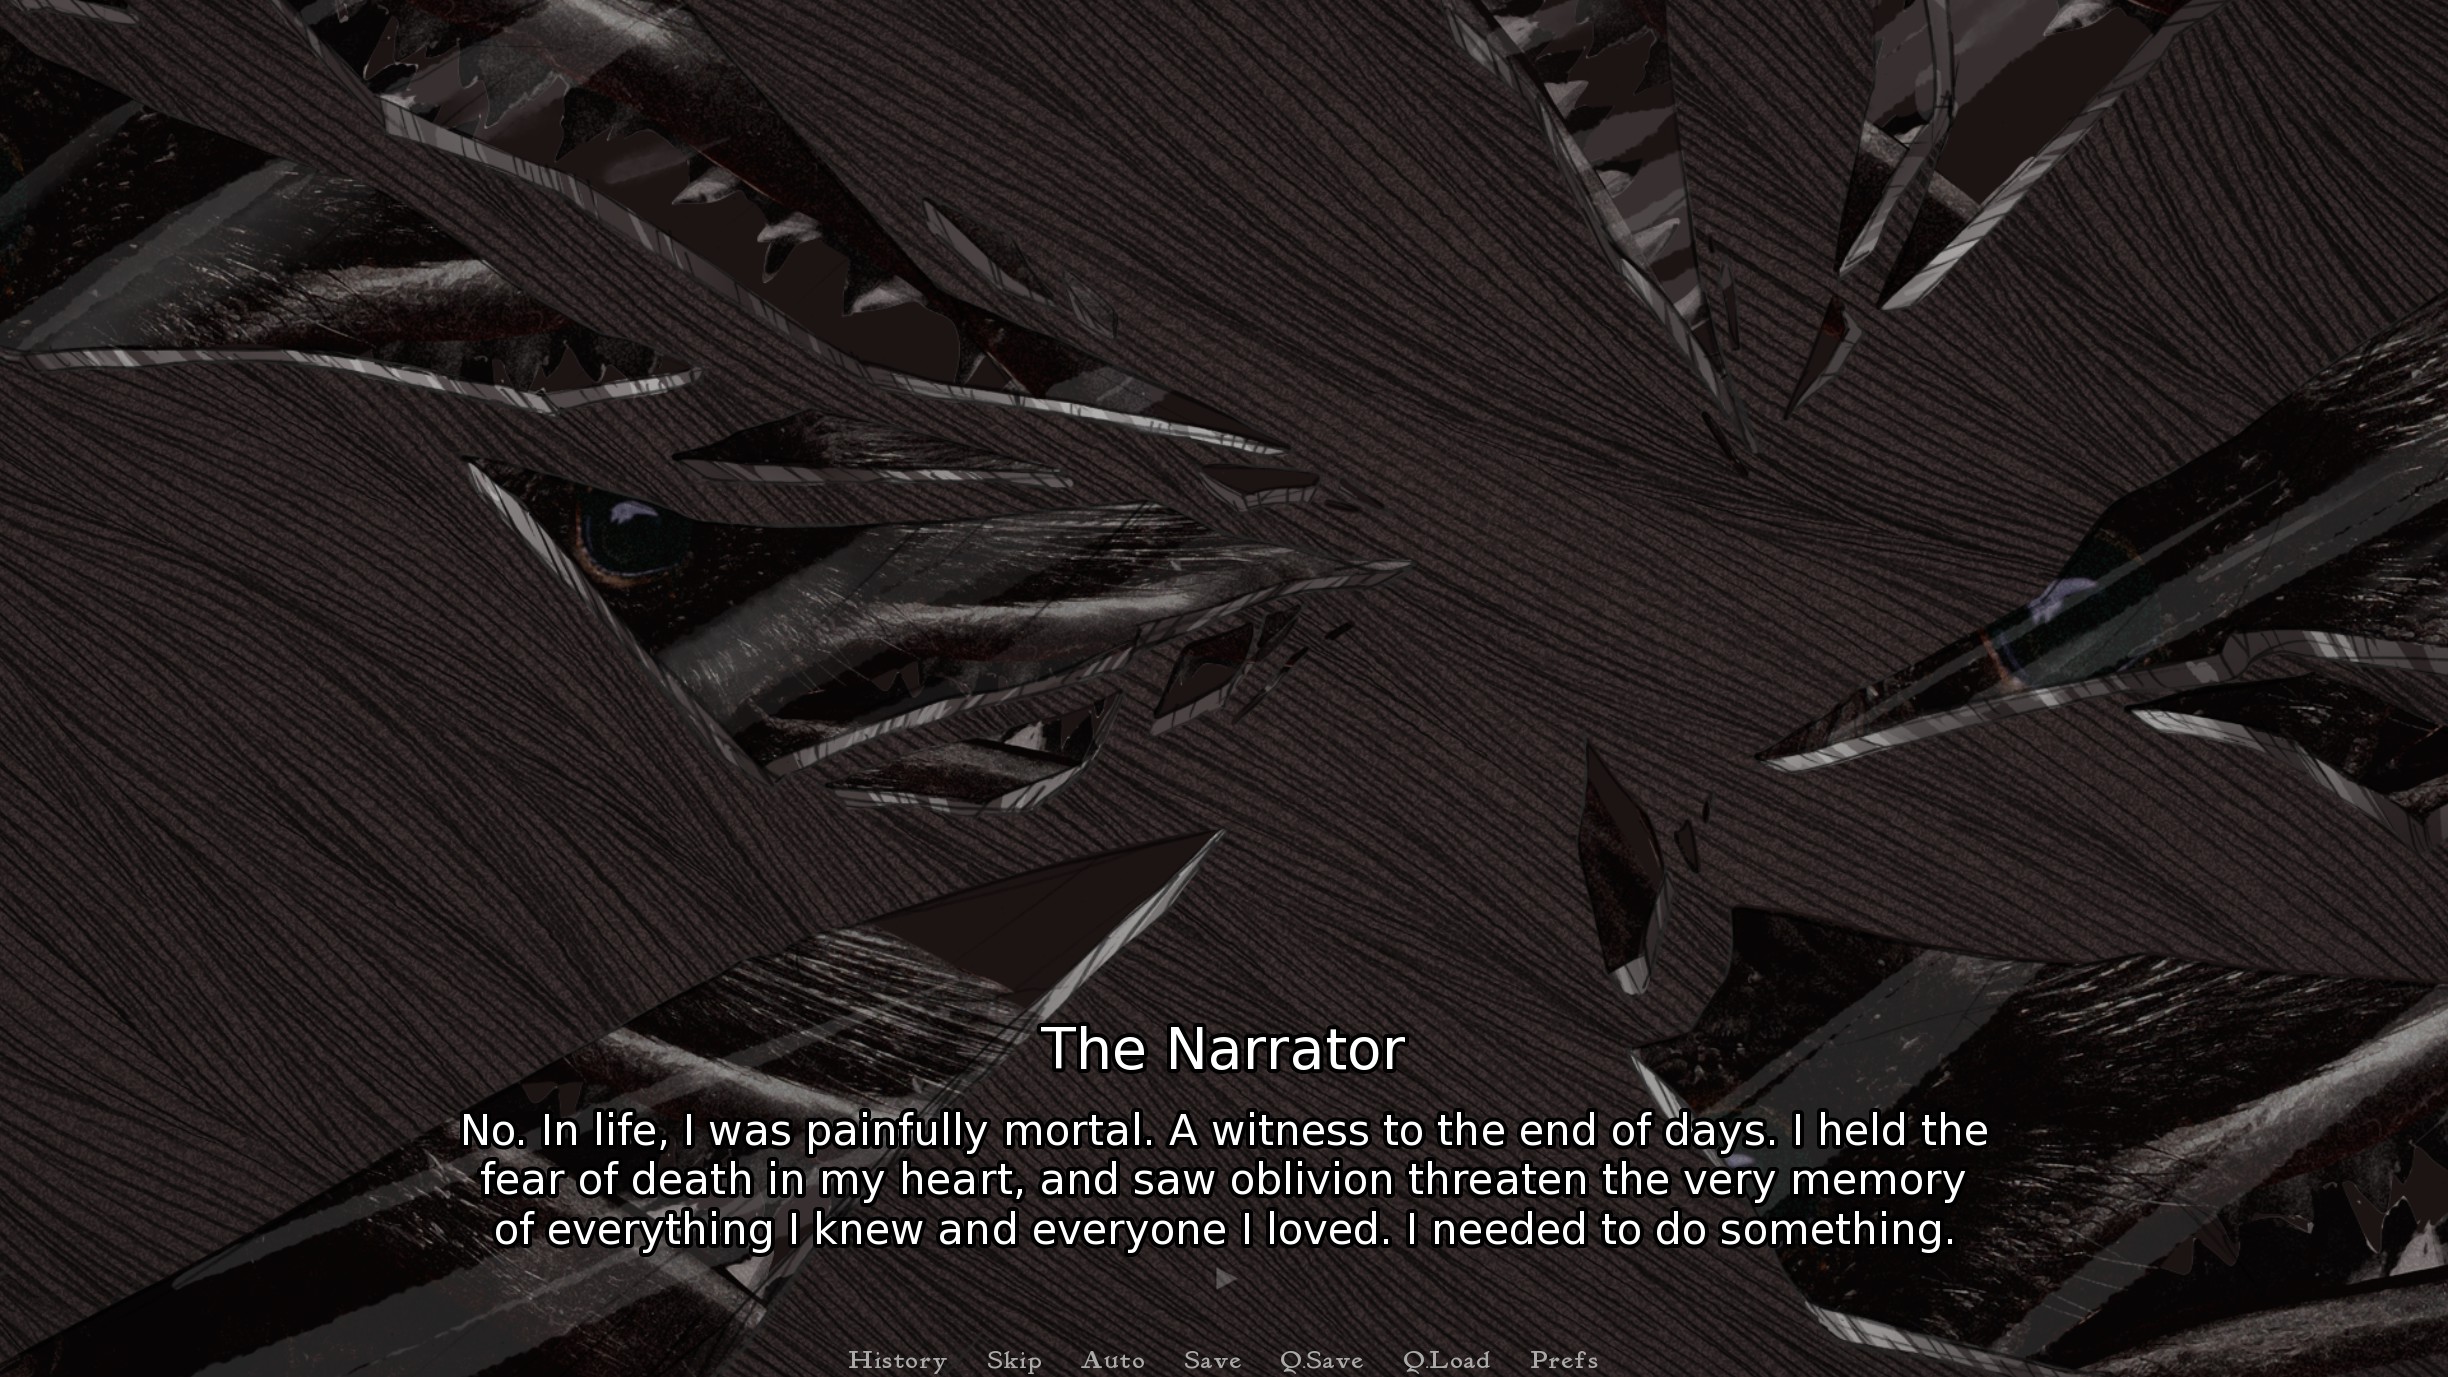 The Narrator
No. In life, I was painfully mortal. A witness to the end of days. I held the
fear of death in my heart, and saw oblivion threaten the very memory
of everything I knew and everyone I loved. I needed to do something.
History Skip Auto Save Q.Save Q.Load Prefs